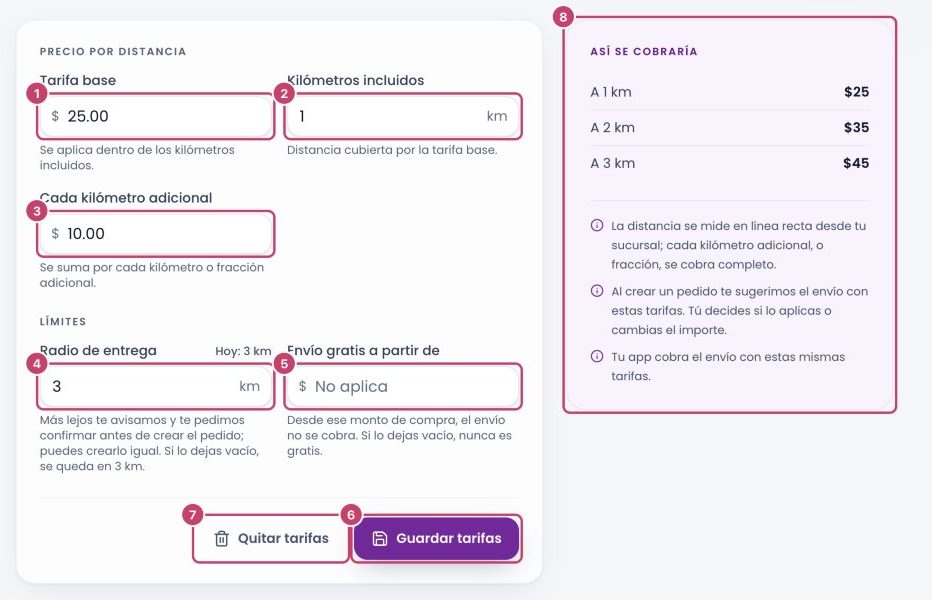 PRECIO POR DISTANCIA
Tarifa base
1
$ 25.00
Se aplica dentro de los kilómetros
incluidos.
Kilómetros incluidos
2
1 km
Distancia cubierta por la tarifa base.
Cada kilómetro adicional
3
$ 10.00
Se suma por cada kilómetro o fracción
adicional.
LÍMITES
Radio de entrega Hoy: 3 km
4
3 km
Más lejos te avisamos y te pedimos
confirmar antes de crear el pedido;
puedes crearlo igual. Si lo dejas vacío,
se queda en 3 km.
Envío gratis a partir de
5
$ No aplica
Desde ese monto de compra, el envío
no se cobra. Si lo dejas vacío, nunca es
gratis.
7
Quitar tarifas
6
Guardar tarifas
8
ASÍ SE COBRARÍA
A 1 km $25
A 2 km $35
A 3 km $45
La distancia se mide en línea recta desde tu
sucursal; cada kilómetro adicional, o
fracción, se cobra completo.
Al crear un pedido te sugerimos el envío con
estas tarifas. Tú decides si lo aplicas o
cambias el importe.
Tu app cobra el envío con estas mismas
tarifas.